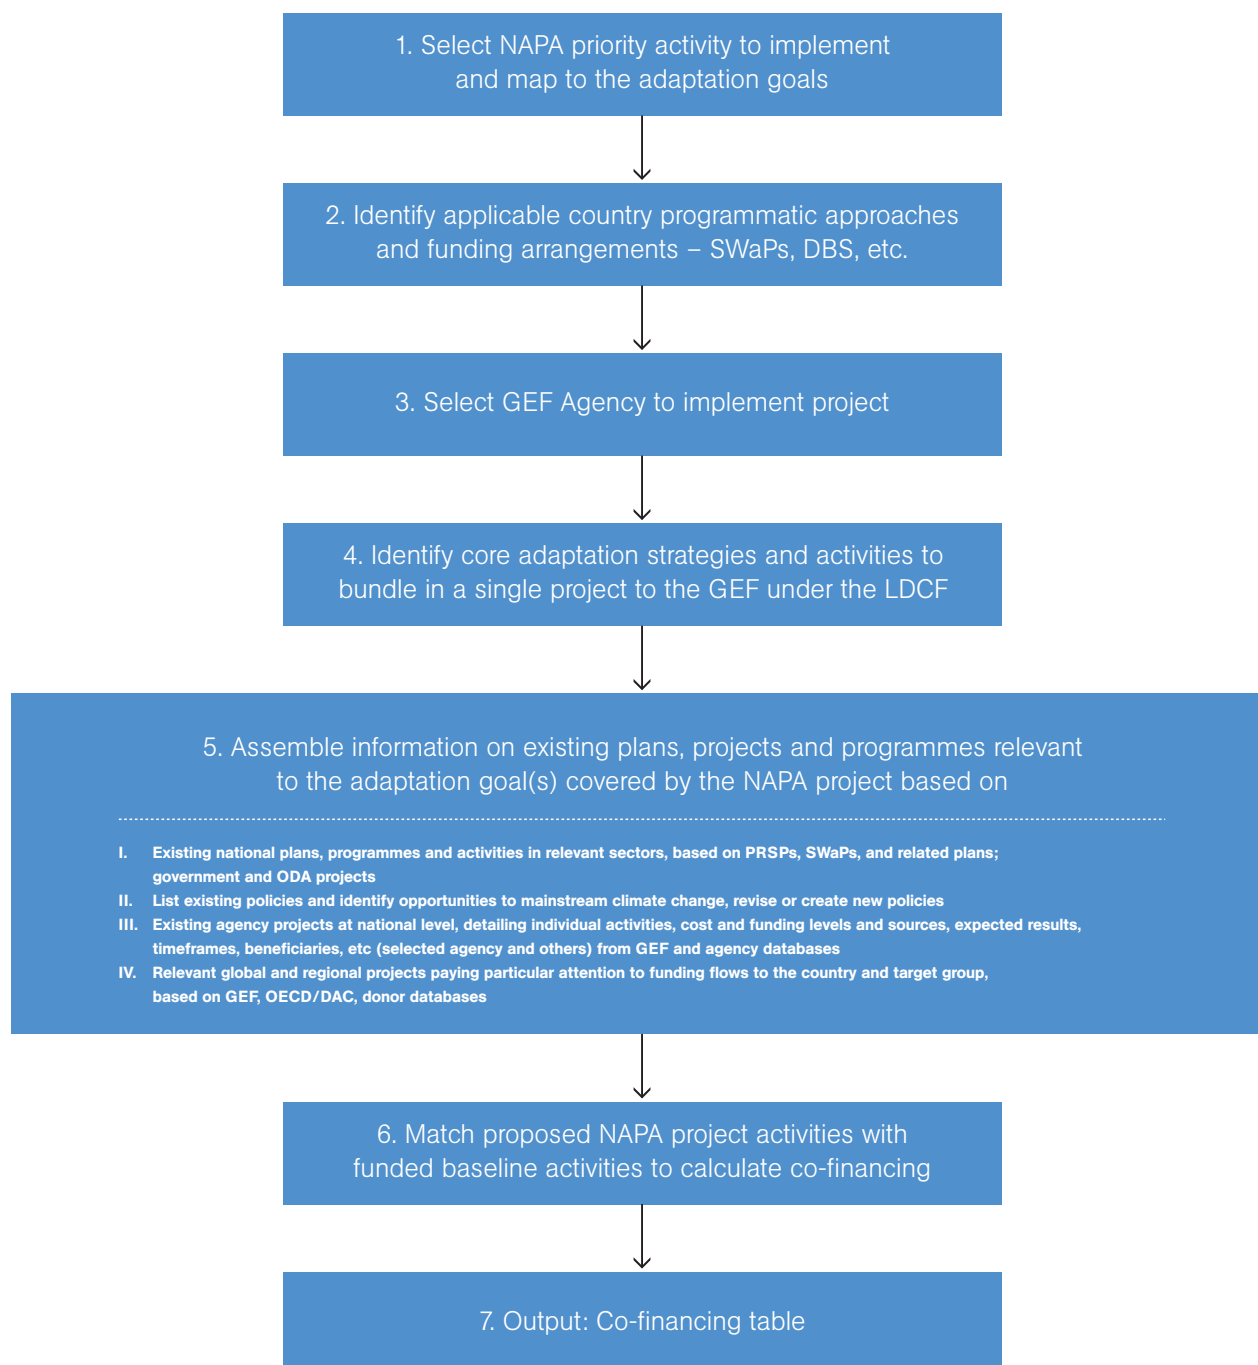 1. Select NAPA priority activity to implement
and map to the adaptation goals
2. Identify applicable country programmatic approaches
and funding arrangements – SWaPs, DBS, etc.
3. Select GEF Agency to implement project
4. Identify core adaptation strategies and activities to
bundle in a single project to the GEF under the LDCF
5. Assemble information on existing plans, projects and programmes relevant
to the adaptation goal(s) covered by the NAPA project based on
I. Existing national plans, programmes and activities in relevant sectors, based on PRSPs, SWaPs, and related plans;
government and ODA projects
II. List existing policies and identify opportunities to mainstream climate change, revise or create new policies
III. Existing agency projects at national level, detailing individual activities, cost and funding levels and sources, expected results,
timeframes, beneficiaries, etc (selected agency and others) from GEF and agency databases
IV. Relevant global and regional projects paying particular attention to funding flows to the country and target group,
based on GEF, OECD/DAC, donor databases
6. Match proposed NAPA project activities with
funded baseline activities to calculate co-financing
7. Output: Co-financing table